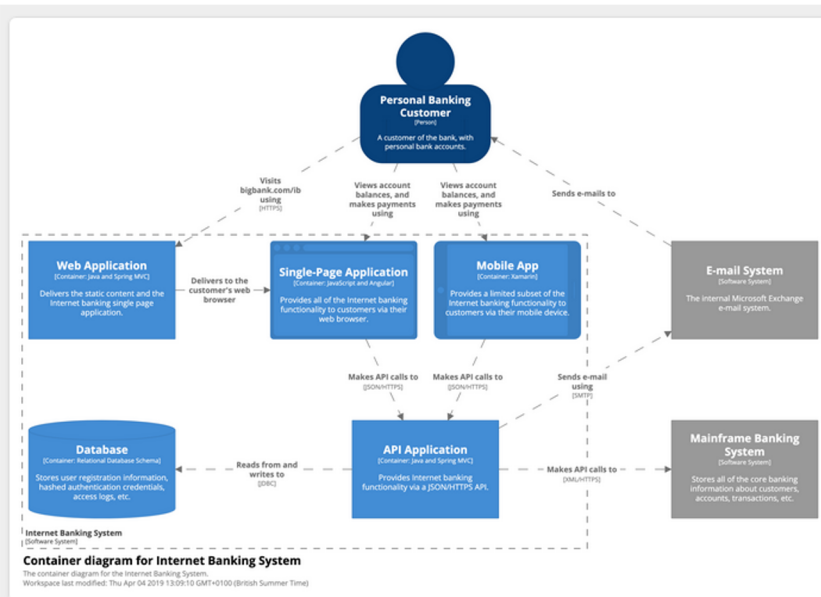 Personal Banking
Customer
[Person]
A customer of the bank, with
personal bank accounts.
Visits
bigbank.com/ib
using
[HTTPS]
Views account
balances, and
makes payments
using
Views account
balances, and
makes payments
using
Sends e-mails to
Web Application
[Container: Java and Spring MVC]
Delivers the static content and the
Internet banking single page
application.
Delivers to the
customer's web
browser
Single-Page Application
[Container: JavaScript and Angular]
Provides all of the Internet banking
functionality to customers via their
web browser.
Mobile App
[Container: Xamarin]
Provides a limited subset of the
Internet banking functionality to
customers via their mobile device.
E-mail System
[Software System]
The internal Microsoft Exchange
e-mail system.
Makes API calls to
[JSON/HTTPS]
Makes API calls to
[JSON/HTTPS]
Sends e-mail
using
[SMTP]
Database
[Container: Relational Database Schema]
Stores user registration information,
hashed authentication credentials,
access logs, etc.
Reads from and
writes to
[JDBC]
API Application
[Container: Java and Spring MVC]
Provides Internet banking
functionality via a JSON/HTTPS API.
Makes API calls to
[XML/HTTPS]
Mainframe Banking
System
[Software System]
Stores all of the core banking
information about customers,
accounts, transactions, etc.
Internet Banking System
[Software System]
Container diagram for Internet Banking System
The container diagram for the Internet Banking System.
Workspace last modified: Thu Apr 04 2019 13:09:10 GMT+0100 (British Summer Time)